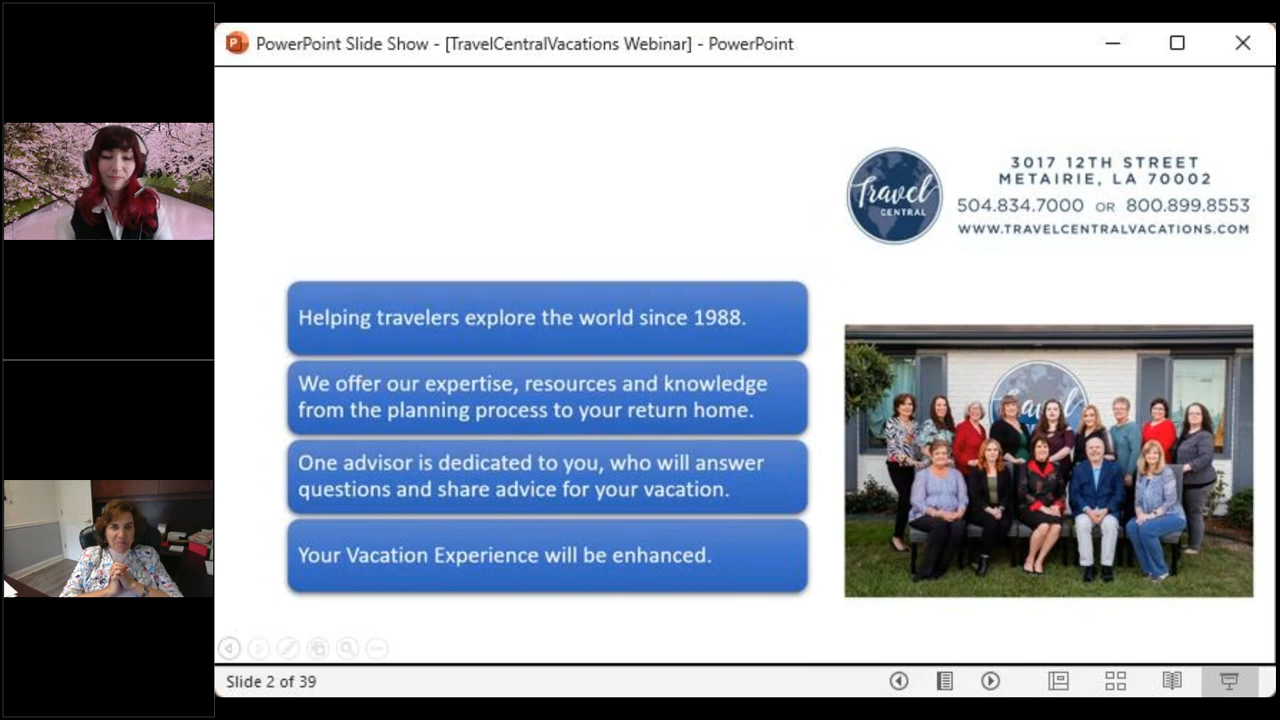 PowerPoint Slide Show - [TravelCentralVacations Webinar] - PowerPoint
Travel
CENTRAL
3017 12TH STREET
METAIRIE, LA 70002
504.834.7000 OR 800.899.8553
WWW.TRAVELCENTRALVACATIONS.COM
Helping travelers explore the world since 1988.
We offer our expertise, resources and knowledge
from the planning process to your return home.
One advisor is dedicated to you, who will answer
questions and share advice for your vacation.
Your Vacation Experience will be enhanced.
Travel
Slide 2 of 39